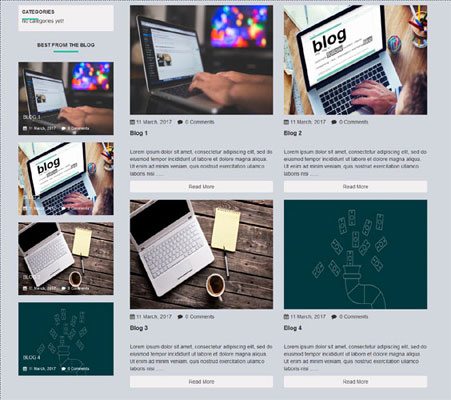 CATEGORIES
No categories yet!
BEST FROM THE BLOG
BLOG 1
11 March, 2017 0 Comments
blog
11 March, 2017 0 Comments
BLOG 4
11 March, 2017 0 Comments
11 March, 2017 0 Comments
Blog 1
Lorem ipsum dolor sit amet, consectetur adipiscing elit, sed do
eiusmod tempor incididunt ut labore et dolore magna aliqua.
Ut enim ad minim veniam, quis nostrud exercitation ullamco
laboris nisi .....
Read More
blog
11 March, 2017 0 Comments
Blog 2
Lorem ipsum dolor sit amet, consectetur adipiscing elit, sed do
eiusmod tempor incididunt ut labore et dolore magna aliqua.
Ut enim ad minim veniam, quis nostrud exercitation ullamco
laboris nisi .....
Read More
11 March, 2017 0 Comments
Blog 3
Lorem ipsum dolor sit amet, consectetur adipiscing elit, sed do
eiusmod tempor incididunt ut labore et dolore magna aliqua.
Ut enim ad minim veniam, quis nostrud exercitation ullamco
laboris nisi .....
Read More
11 March, 2017 0 Comments
Blog 4
Lorem ipsum dolor sit amet, consectetur adipiscing elit, sed do
eiusmod tempor incididunt ut labore et dolore magna aliqua.
Ut enim ad minim veniam, quis nostrud exercitation ullamco
laboris nisi .....
Read More